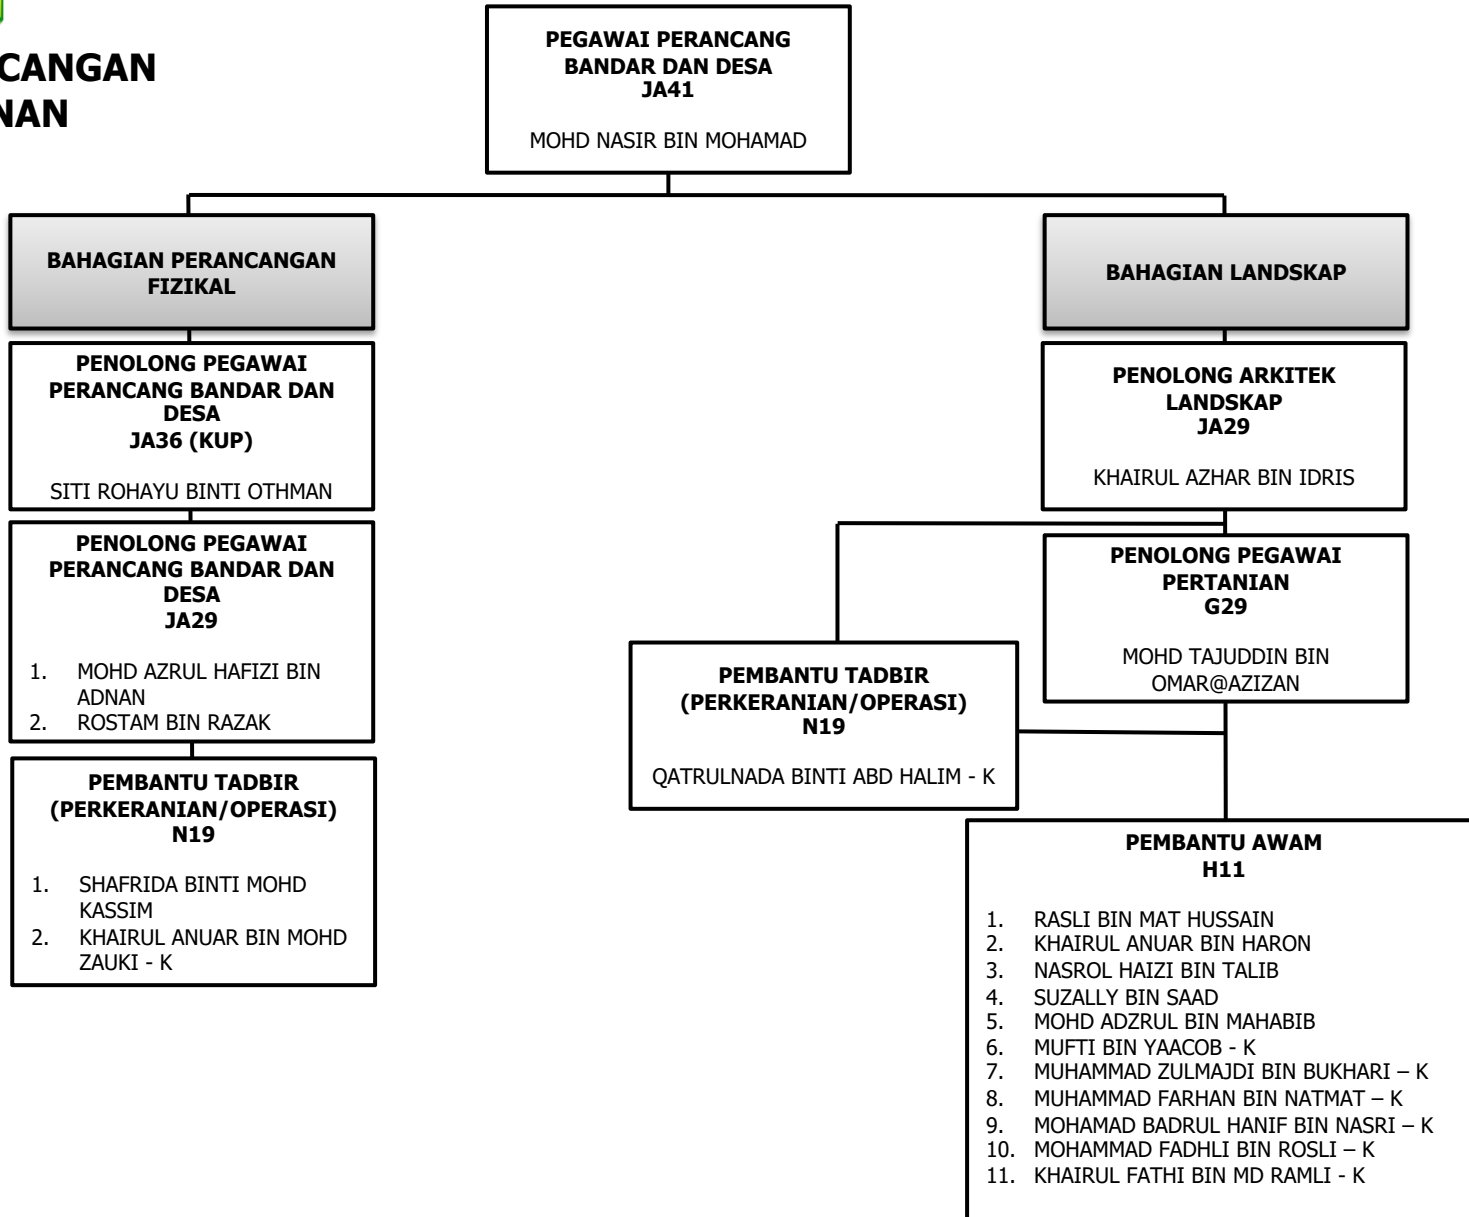 CANGAN
NAN
PEGAWAI PERANCANG
BANDAR DAN DESA
JA41
MOHD NASIR BIN MOHAMAD
BAHAGIAN PERANCANGAN
FIZIKAL
PENOLONG PEGAWAI
PERANCANG BANDAR DAN
DESA
JA36 (KUP)
SITI ROHAYU BINTI OTHMAN
PENOLONG PEGAWAI
PERANCANG BANDAR DAN
DESA
JA29
1. MOHD AZRUL HAFIZI BIN
ADNAN
2. ROSTAM BIN RAZAK
PEMBANTU TADBIR
(PERKERANIAN/OPERASI)
N19
1. SHAFRIDA BINTI MOHD
KASSIM
2. KHAIRUL ANUAR BIN MOHD
ZAUKI - K
BAHAGIAN LANDSKAP
PENOLONG ARKITEK
LANDSKAP
JA29
KHAIRUL AZHAR BIN IDRIS
PENOLONG PEGAWAI
PERTANIAN
G29
MOHD TAJUDDIN BIN
OMAR@AZIZAN
PEMBANTU TADBIR
(PERKERANIAN/OPERASI)
N19
QATRULNADA BINTI ABD HALIM - K
PEMBANTU AWAM
H11
1. RASLI BIN MAT HUSSAIN
2. KHAIRUL ANUAR BIN HARON
3. NASROL HAIZI BIN TALIB
4. SUZALLY BIN SAAD
5. MOHD ADZRUL BIN MAHABIB
6. MUFTI BIN YAACOB - K
7. MUHAMMAD ZULMAJDI BIN BUKHARI – K
8. MUHAMMAD FARHAN BIN NATMAT – K
9. MOHAMAD BADRUL HANIF BIN NASRI – K
10. MOHAMMAD FADHLI BIN ROSLI – K
11. KHAIRUL FATHI BIN MD RAMLI - K